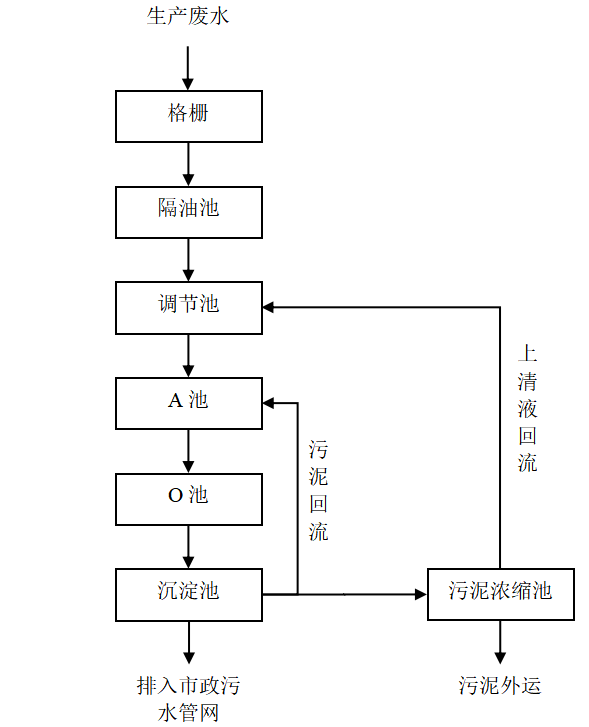 生产废水
格栅
隔油池
调节池
A 池
O 池
沉淀池
排入市政污
水管网
污泥回流
上清液回流
污泥浓缩池
污泥外运